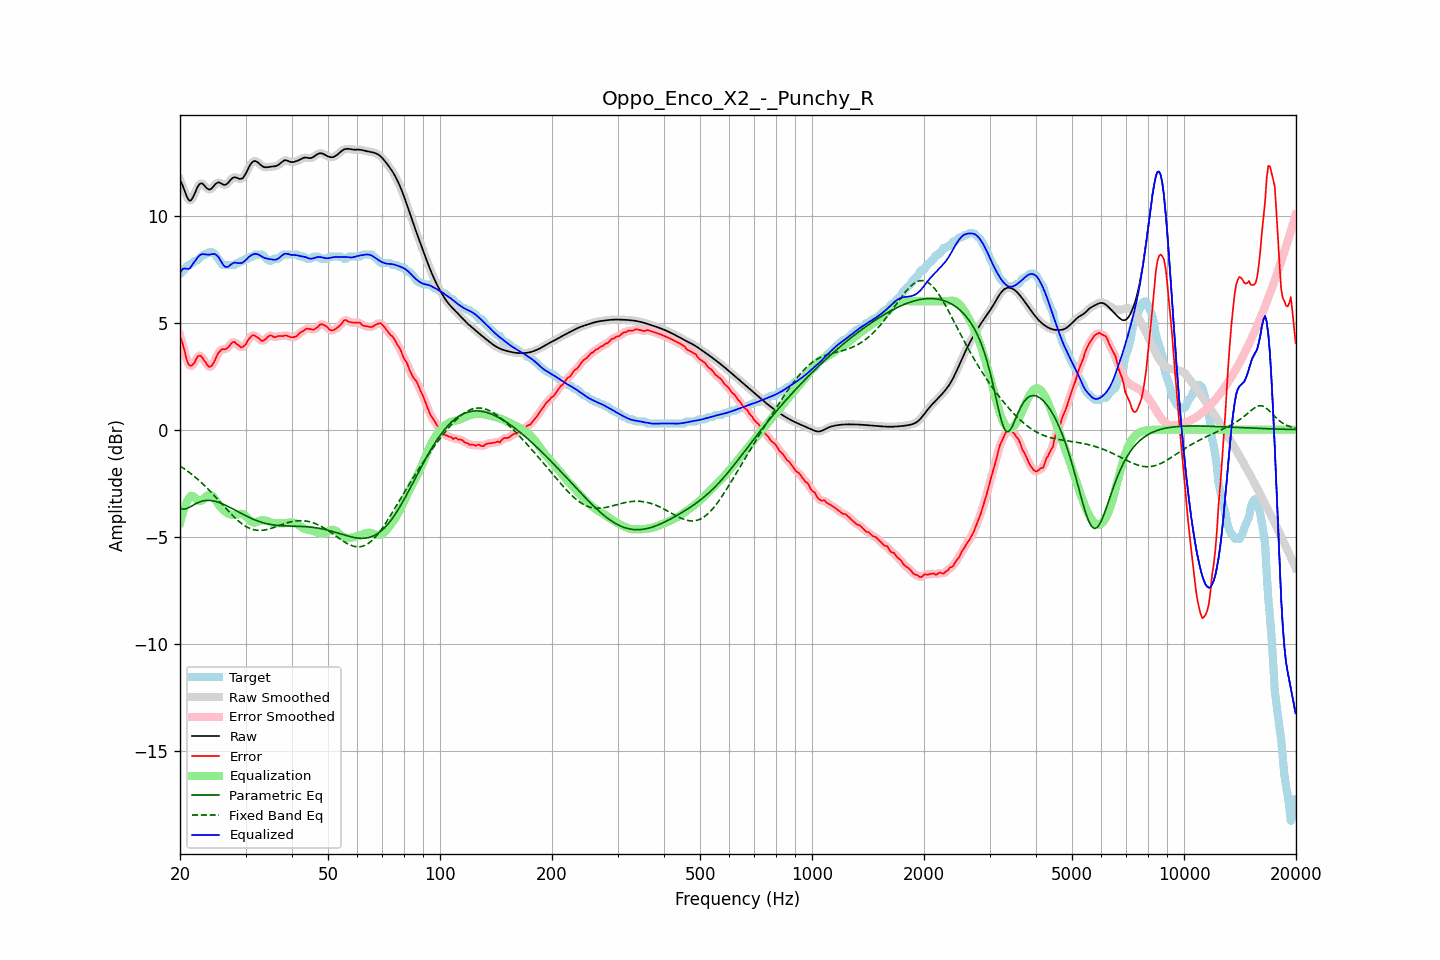 Oppo_Enco_X2_-_Punchy_R
Amplitude (dBr)
10
5
0
−5
−10
−15
Target
Raw Smoothed
Error Smoothed
Raw
Error
Equalization
Parametric Eq
Fixed Band Eq
Equalized
20 50 100 200 500 1000 2000 5000 10000 20000
Frequency (Hz)